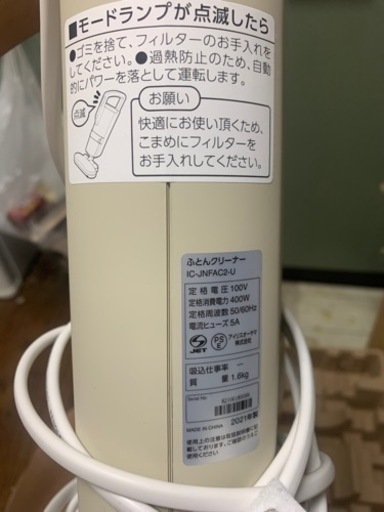 ■モードランプが点滅したら
●ゴミを捨て、フィルターのお手入れを
してください。●過熱防止のため、自動
的にパワーを落として運転します。
点滅
お願い
快適にお使い頂くため、
こまめにフィルターを
お手入れしてください。
ふとんクリーナー
IC-JNFAC2-U
定格電圧 100V
定格消費電力 400W
定格周波数 50/60Hz
電流ヒューズ 5A
JET
PSE
アイリスオーヤマ
株式会社
吸込仕事率 ―
質量 1.6kg
Serial No.
MADE IN CHINA 2021年製